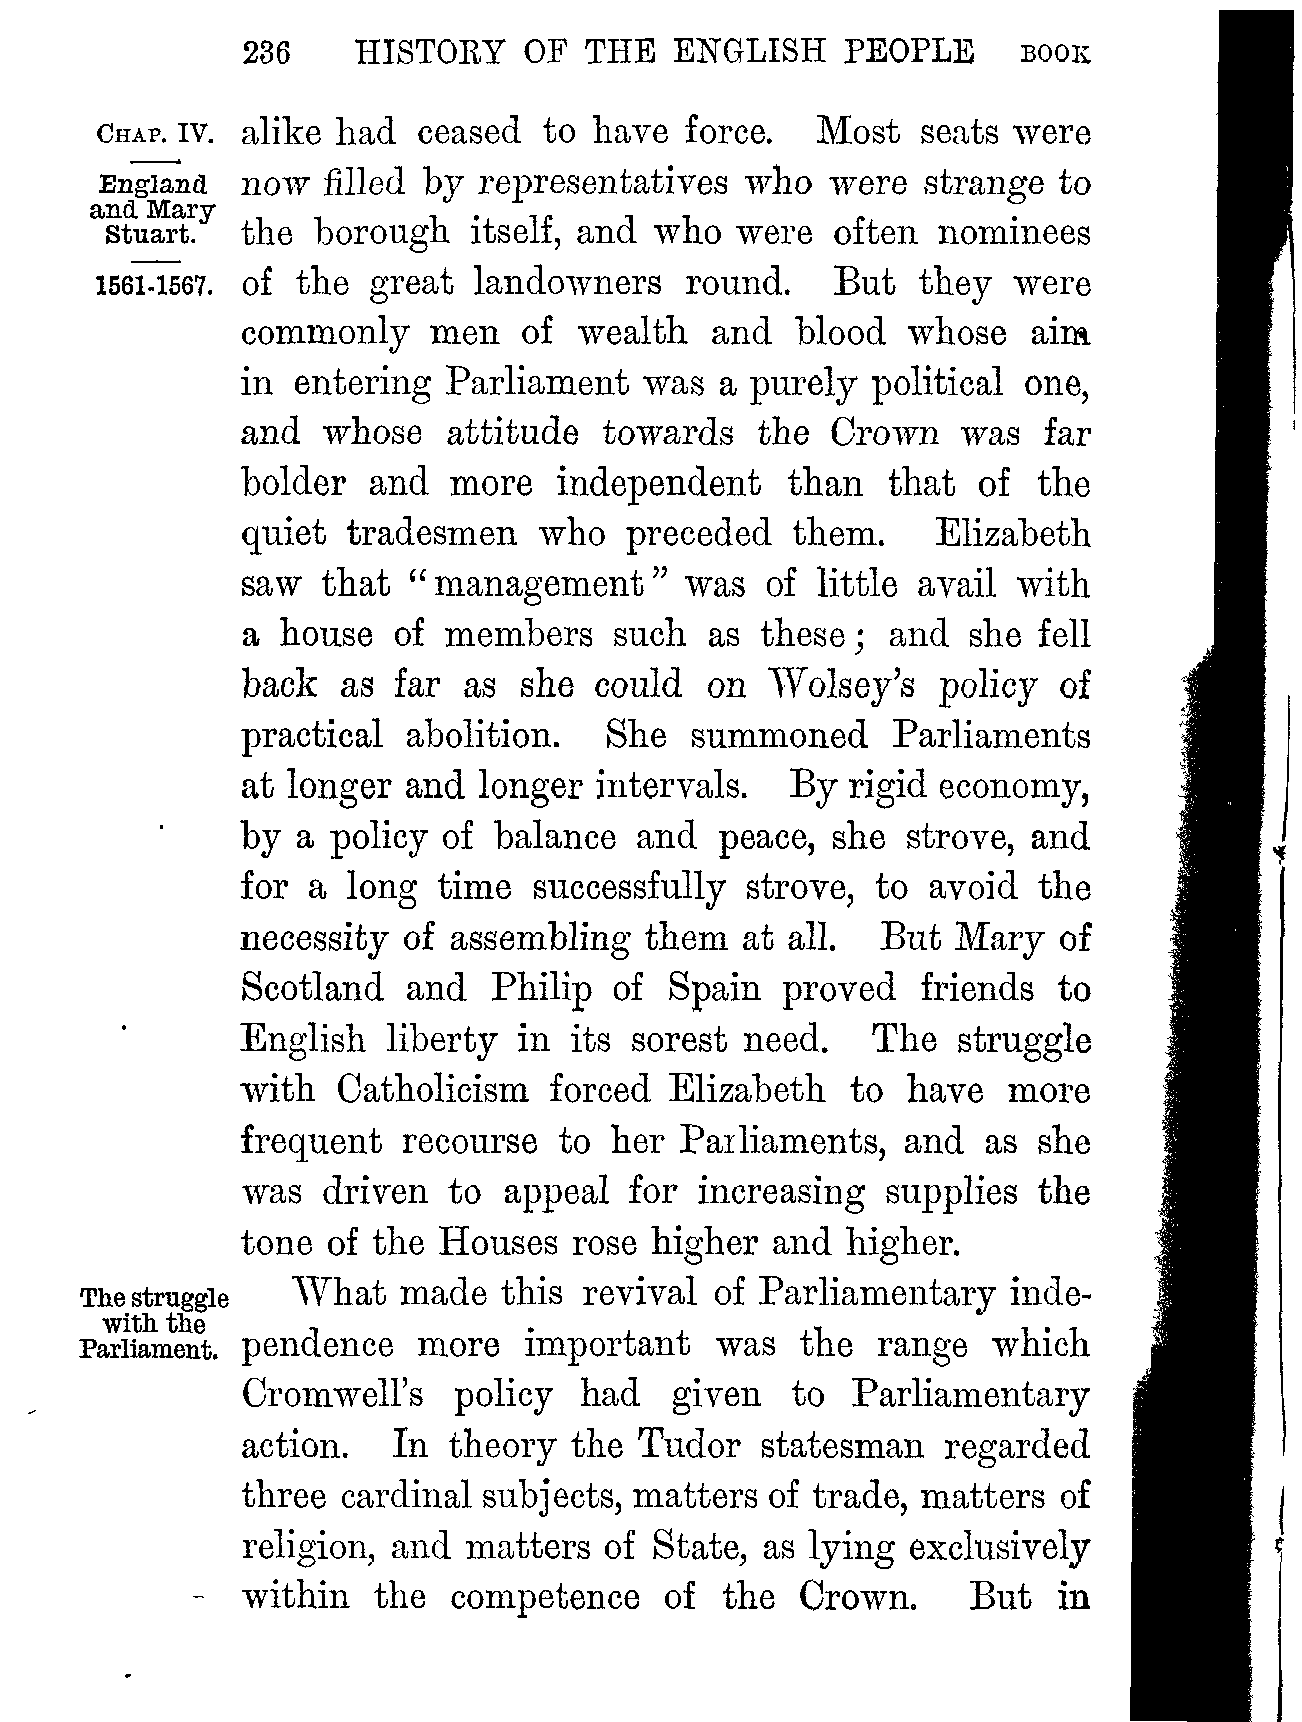 236 HISTORY OF THE ENGLISH PEOPLE BOOK
CHAP. IV.
England
and Mary
Stuart.
1561-1567.
alike had ceased to have force. Most seats were
now filled by representatives who were strange to
the borough itself, and who were often nominees
of the great landowners round. But they were
commonly men of wealth and blood whose aim
in entering Parliament was a purely political one,
and whose attitude towards the Crown was far
bolder and more independent than that of the
quiet tradesmen who preceded them. Elizabeth
saw that “management” was of little avail with
a house of members such as these; and she fell
back as far as she could on Wolsey's policy of
practical abolition. She summoned Parliaments
at longer and longer intervals. By rigid economy,
by a policy of balance and peace, she strove, and
for a long time successfully strove, to avoid the
necessity of assembling them at all. But Mary of
Scotland and Philip of Spain proved friends to
English liberty in its sorest need. The struggle
with Catholicism forced Elizabeth to have more
frequent recourse to her Parliaments, and as she
was driven to appeal for increasing supplies the
tone of the Houses rose higher and higher.
The struggle
with the
Parliament.
What made this revival of Parliamentary inde-
pendence more important was the range which
Cromwell's policy had given to Parliamentary
action. In theory the Tudor statesman regarded
three cardinal subjects, matters of trade, matters of
religion, and matters of State, as lying exclusively
within the competence of the Crown. But in